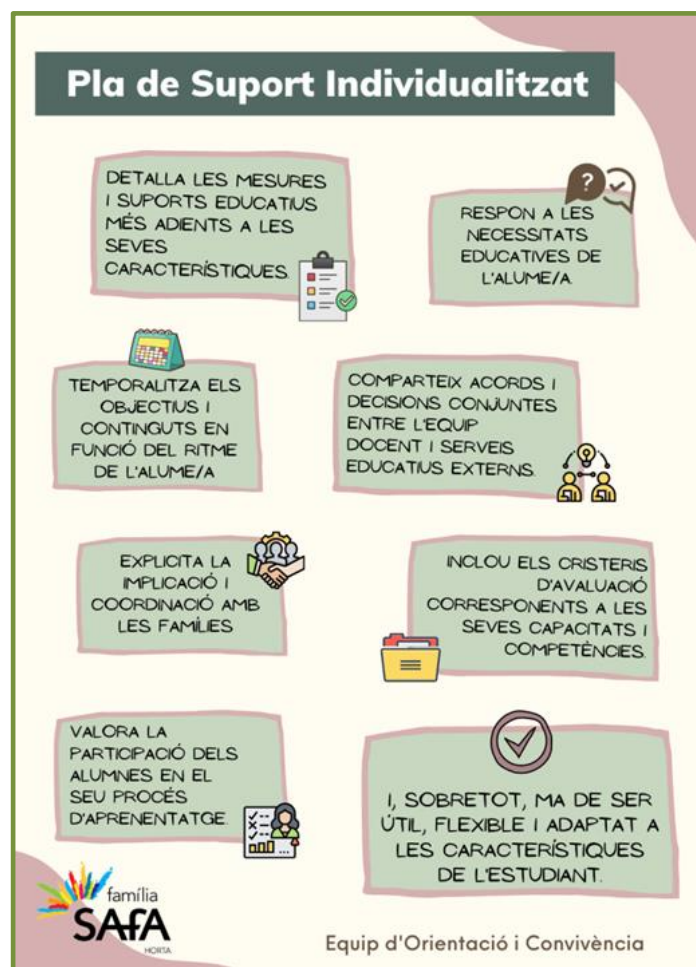 Pla de Suport Individualitzat
DETALLA LES MESURES
I SUPORTS EDUCATIUS
MÉS ADIENTS A LES
SEVES
CARACTERÍSTIQUES.
RESPON A LES
NECESSITATS
EDUCATIVES DE
L'ALUME/A
TEMPORALITZA ELS
OBJECTIUS I
CONTINGUTS EN
FUNCIÓ DEL RITME
DE L'ALUME/A
COMPARTEIX ACORDS I
DECISIONS CONJUNTES
ENTRE L'EQUIP
DOCENT I SERVEIS
EDUCATIUS EXTERNS.
EXPLICITA LA
IMPLICACIÓ I
COORDINACIÓ AMB
LES FAMÍLIES
INCLOU ELS CRISTERIS
D'AVALUACIÓ
CORRESPONENTS A LES
SEVES CAPACITATS I
COMPETÈNCIES.
VALORA LA
PARTICIPACIÓ DELS
ALUMNES EN EL
SEU PROCÉS
D'APRENENTATGE.
I, SOBRETOT, MA DE SER
ÚTIL, FLEXIBLE I ADAPTAT A
LES CARACTERÍSTIQUES
DE L'ESTUDIANT.
família
SAfA
HORTA
Equip d'Orientació i Convivència